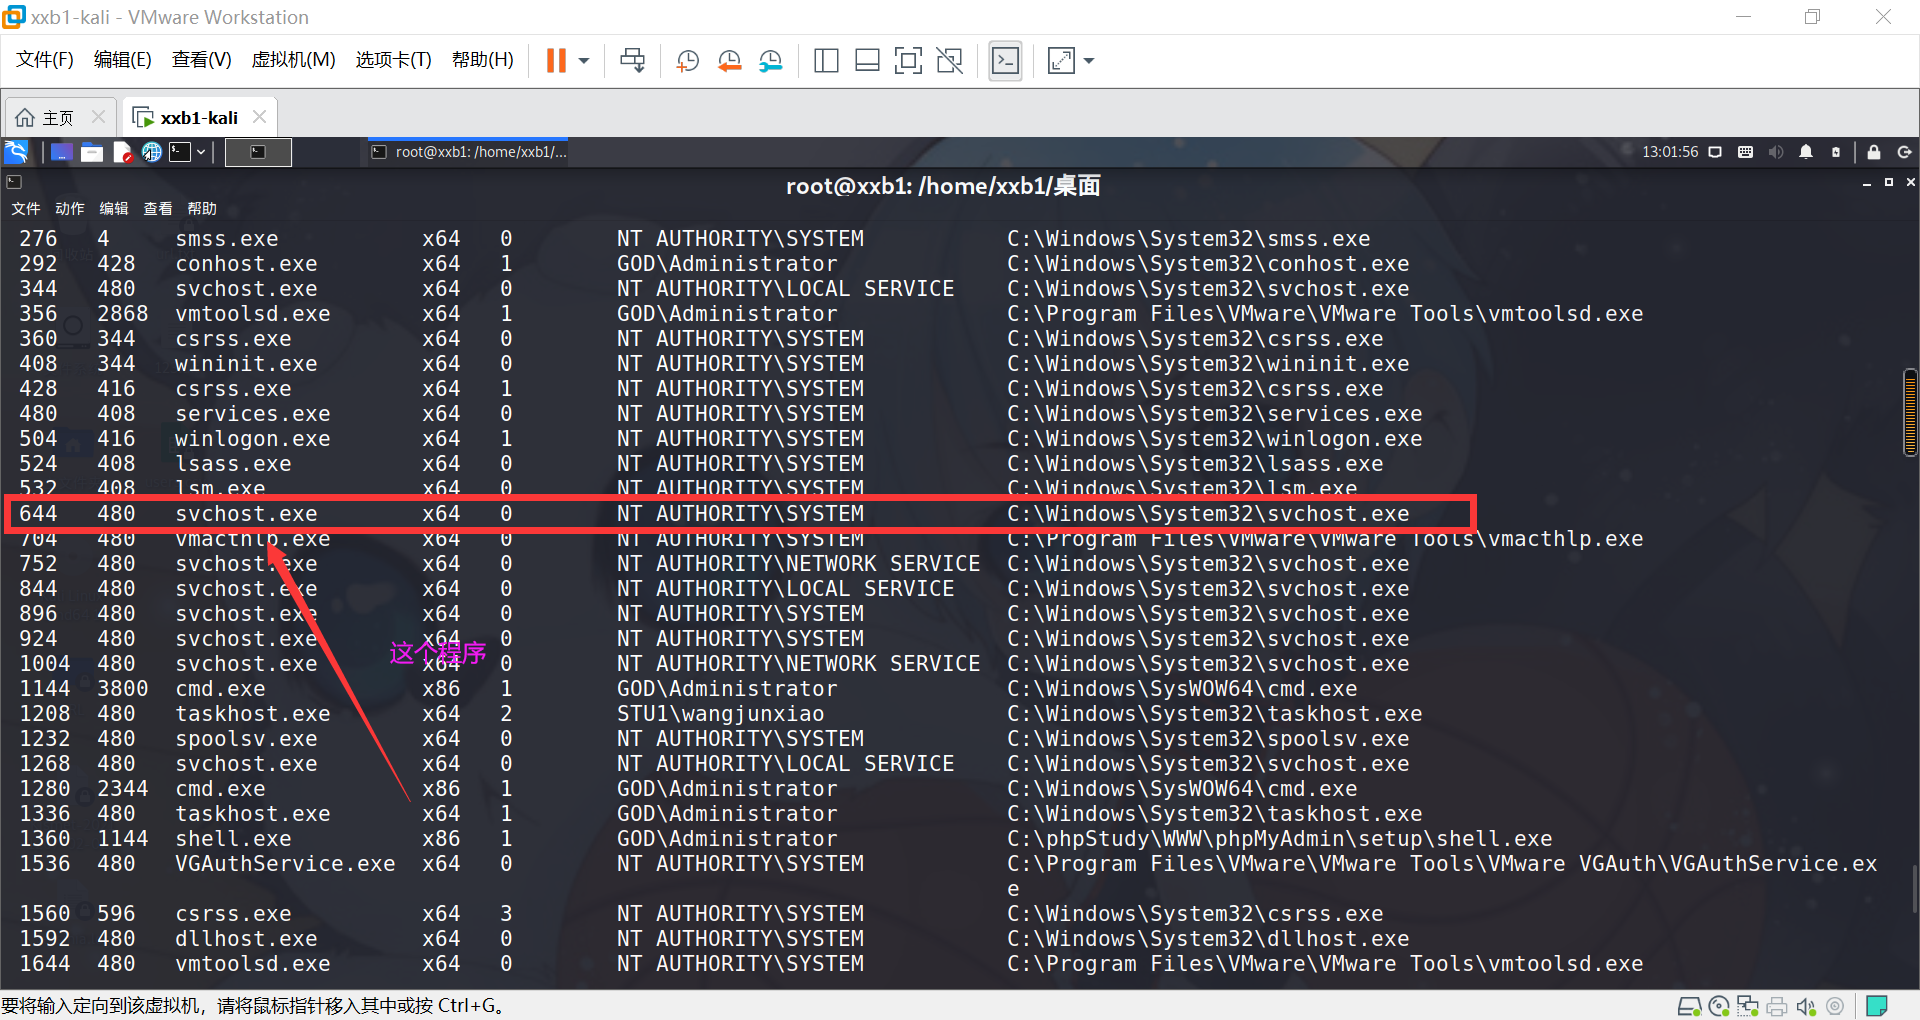 xxb1-kali - VMware Workstation
文件(F) 编辑(E) 查看(V) 虚拟机(M) 选项卡(T) 帮助(H)
主页 xxb1-kali
root@xxb1: /home/xxb1/... 13:01:56
root@xxb1: /home/xxb1/桌面
文件 动作 编辑 查看 帮助
276 4 smss.exe x64 0 NT AUTHORITY\SYSTEM C:\Windows\System32\smss.exe
292 428 conhost.exe x64 1 GOD\Administrator C:\Windows\System32\conhost.exe
344 480 svchost.exe x64 0 NT AUTHORITY\LOCAL SERVICE C:\Windows\System32\svchost.exe
356 2868 vmtoolsd.exe x64 1 GOD\Administrator C:\Program Files\VMware\VMware Tools\vmtoolsd.exe
360 344 csrss.exe x64 0 NT AUTHORITY\SYSTEM C:\Windows\System32\csrss.exe
408 344 wininit.exe x64 0 NT AUTHORITY\SYSTEM C:\Windows\System32\wininit.exe
428 416 csrss.exe x64 1 NT AUTHORITY\SYSTEM C:\Windows\System32\csrss.exe
480 408 services.exe x64 0 NT AUTHORITY\SYSTEM C:\Windows\System32\services.exe
504 416 winlogon.exe x64 1 NT AUTHORITY\SYSTEM C:\Windows\System32\winlogon.exe
524 408 lsass.exe x64 0 NT AUTHORITY\SYSTEM C:\Windows\System32\lsass.exe
532 408 lsm.exe x64 0 NT AUTHORITY\SYSTEM C:\Windows\System32\lsm.exe
644 480 svchost.exe x64 0 NT AUTHORITY\SYSTEM C:\Windows\System32\svchost.exe
704 480 vmacthlp.exe x64 0 NT AUTHORITY\SYSTEM C:\Program Files\VMware\VMware Tools\vmacthlp.exe
752 480 svchost.exe x64 0 NT AUTHORITY\NETWORK SERVICE C:\Windows\System32\svchost.exe
844 480 svchost.exe x64 0 NT AUTHORITY\LOCAL SERVICE C:\Windows\System32\svchost.exe
896 480 svchost.exe x64 0 NT AUTHORITY\SYSTEM C:\Windows\System32\svchost.exe
924 480 svchost.exe x64 0 NT AUTHORITY\SYSTEM C:\Windows\System32\svchost.exe
这个程序
1004 480 svchost.exe x64 0 NT AUTHORITY\NETWORK SERVICE C:\Windows\System32\svchost.exe
1144 3800 cmd.exe x86 1 GOD\Administrator C:\Windows\SysWOW64\cmd.exe
1208 480 taskhost.exe x64 2 STU1\wangjunxiao C:\Windows\System32\taskhost.exe
1232 480 spoolsv.exe x64 0 NT AUTHORITY\SYSTEM C:\Windows\System32\spoolsv.exe
1268 480 svchost.exe x64 0 NT AUTHORITY\LOCAL SERVICE C:\Windows\System32\svchost.exe
1280 2344 cmd.exe x86 1 GOD\Administrator C:\Windows\SysWOW64\cmd.exe
1336 480 taskhost.exe x64 1 GOD\Administrator C:\Windows\System32\taskhost.exe
1360 1144 shell.exe x86 1 GOD\Administrator C:\phpStudy\WWW\phpMyAdmin\setup\shell.exe
1536 480 VGAuthService.exe x64 0 NT AUTHORITY\SYSTEM C:\Program Files\VMware\VMware Tools\VMware VGAuth\VGAuthService.ex
e
1560 596 csrss.exe x64 3 NT AUTHORITY\SYSTEM C:\Windows\System32\csrss.exe
1592 480 dllhost.exe x64 0 NT AUTHORITY\SYSTEM C:\Windows\System32\dllhost.exe
1644 480 vmtoolsd.exe x64 0 NT AUTHORITY\SYSTEM C:\Program Files\VMware\VMware Tools\vmtoolsd.exe
要将输入定向到该虚拟机，请将鼠标指针移入其中或按 Ctrl+G。